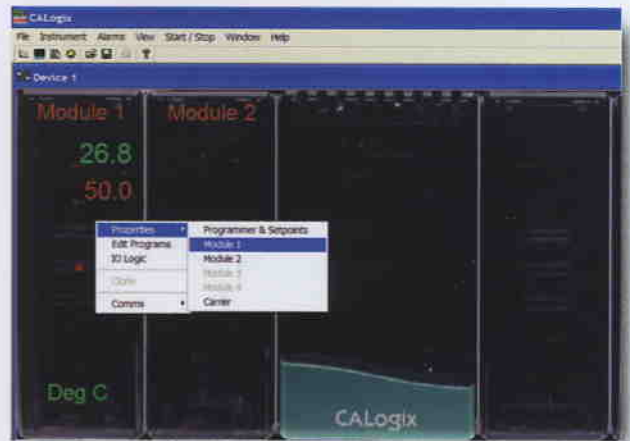 CALogix
File Instrument Alarms View Start / Stop Window Help
Device 1
Module 1
Module 2
26.8
50.0
Properties
Edit Programs
IO Logic
Clone
Comms
Programmer & Setpoints
Module 1
Module 2
Module 3
Module 4
Carrier
Deg C
CALogix